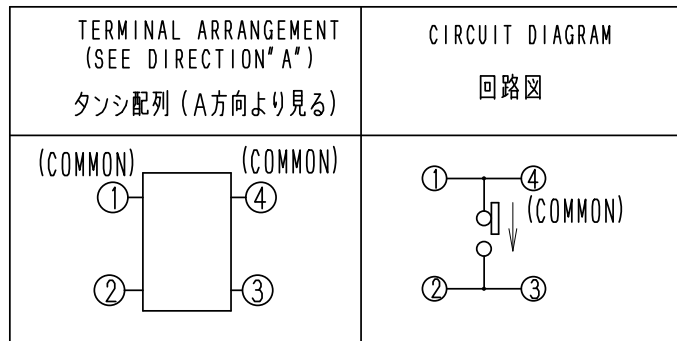 TERMINAL ARRANGEMENT
(SEE DIRECTION"A")
タンシ配列(A方向より見る)
CIRCUIT DIAGRAM
回路図
(COMMON) (COMMON)
① ④
② ③
① ④
(COMMON)
② ③